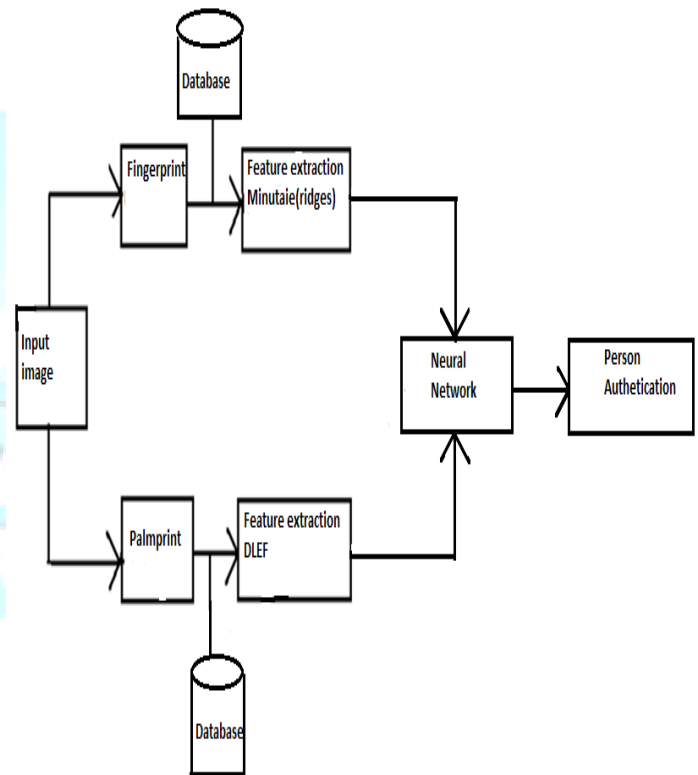 Database
Fingerprint
Feature extraction
Minutaie(ridges)
Input
image
Neural
Network
Person
Authetication
Palmprint
Feature extraction
DLEF
Database